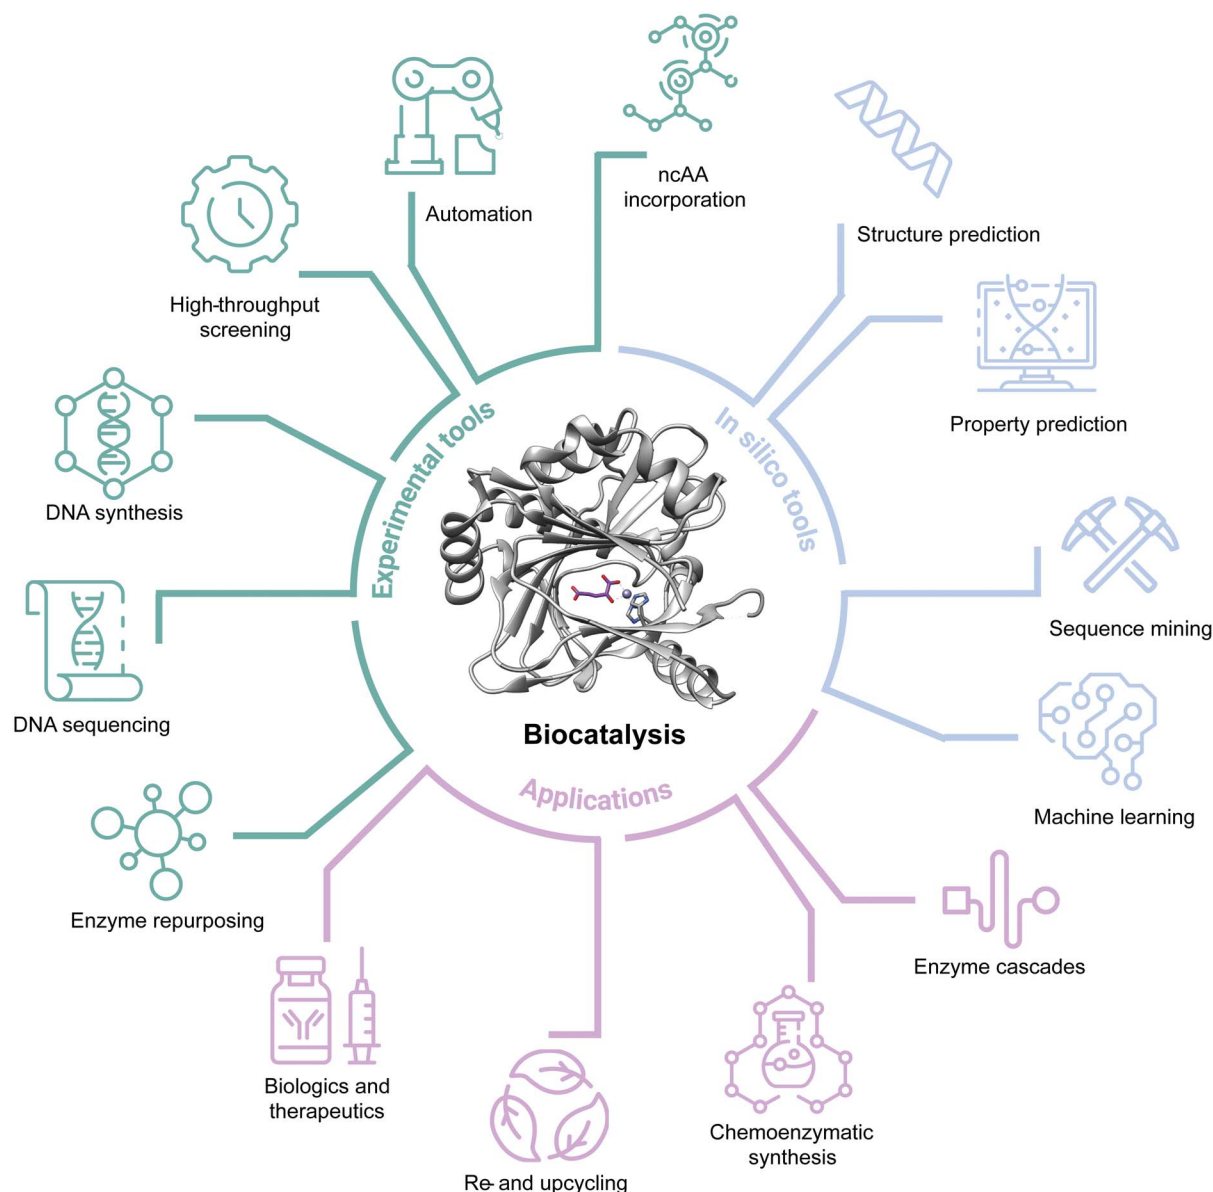 ncAA
incorporation
Automation
Structure prediction
High-throughput
screening
Property prediction
DNA synthesis
Experimental tools
In silico tools
Sequence mining
DNA sequencing
Biocatalysis
Applications
Machine learning
Enzyme repurposing
Enzyme cascades
Biologics and
therapeutics
Chemoenzymatic
synthesis
Re- and upcycling